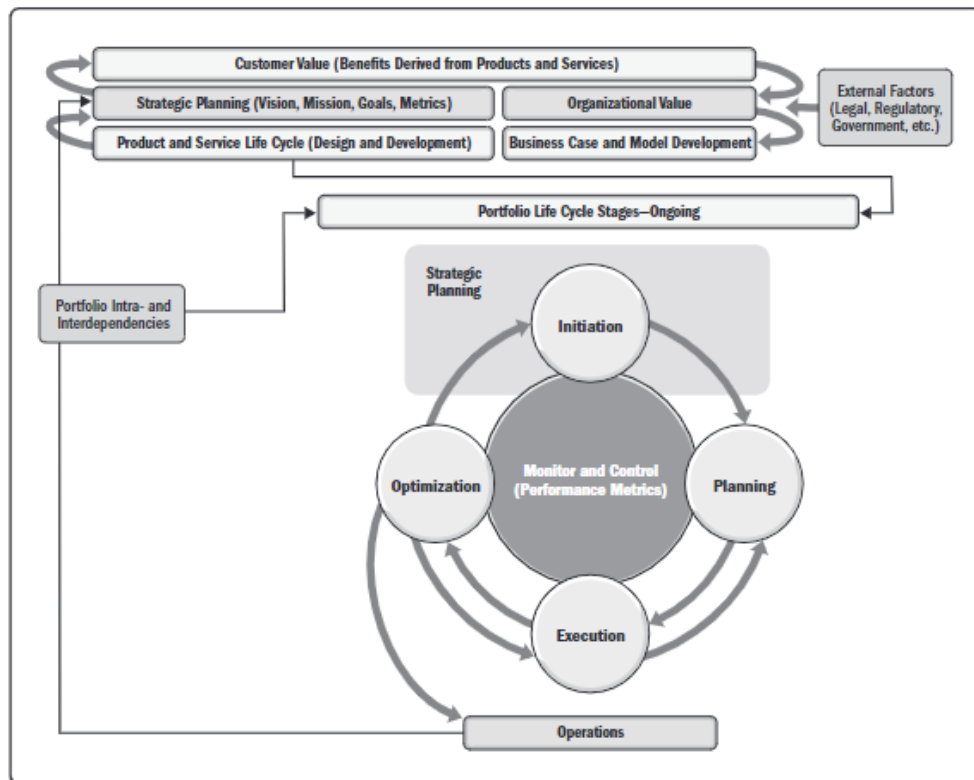 Customer Value (Benefits Derived from Products and Services)
Strategic Planning (Vision, Mission, Goals, Metrics)
Organizational Value
External Factors
(Legal, Regulatory,
Government, etc.)
Product and Service Life Cycle (Design and Development)
Business Case and Model Development
Portfolio Life Cycle Stages—Ongoing
Strategic
Planning
Portfolio Intra- and
Interdependencies
Initiation
Optimization
Monitor and Control
(Performance Metrics)
Planning
Execution
Operations